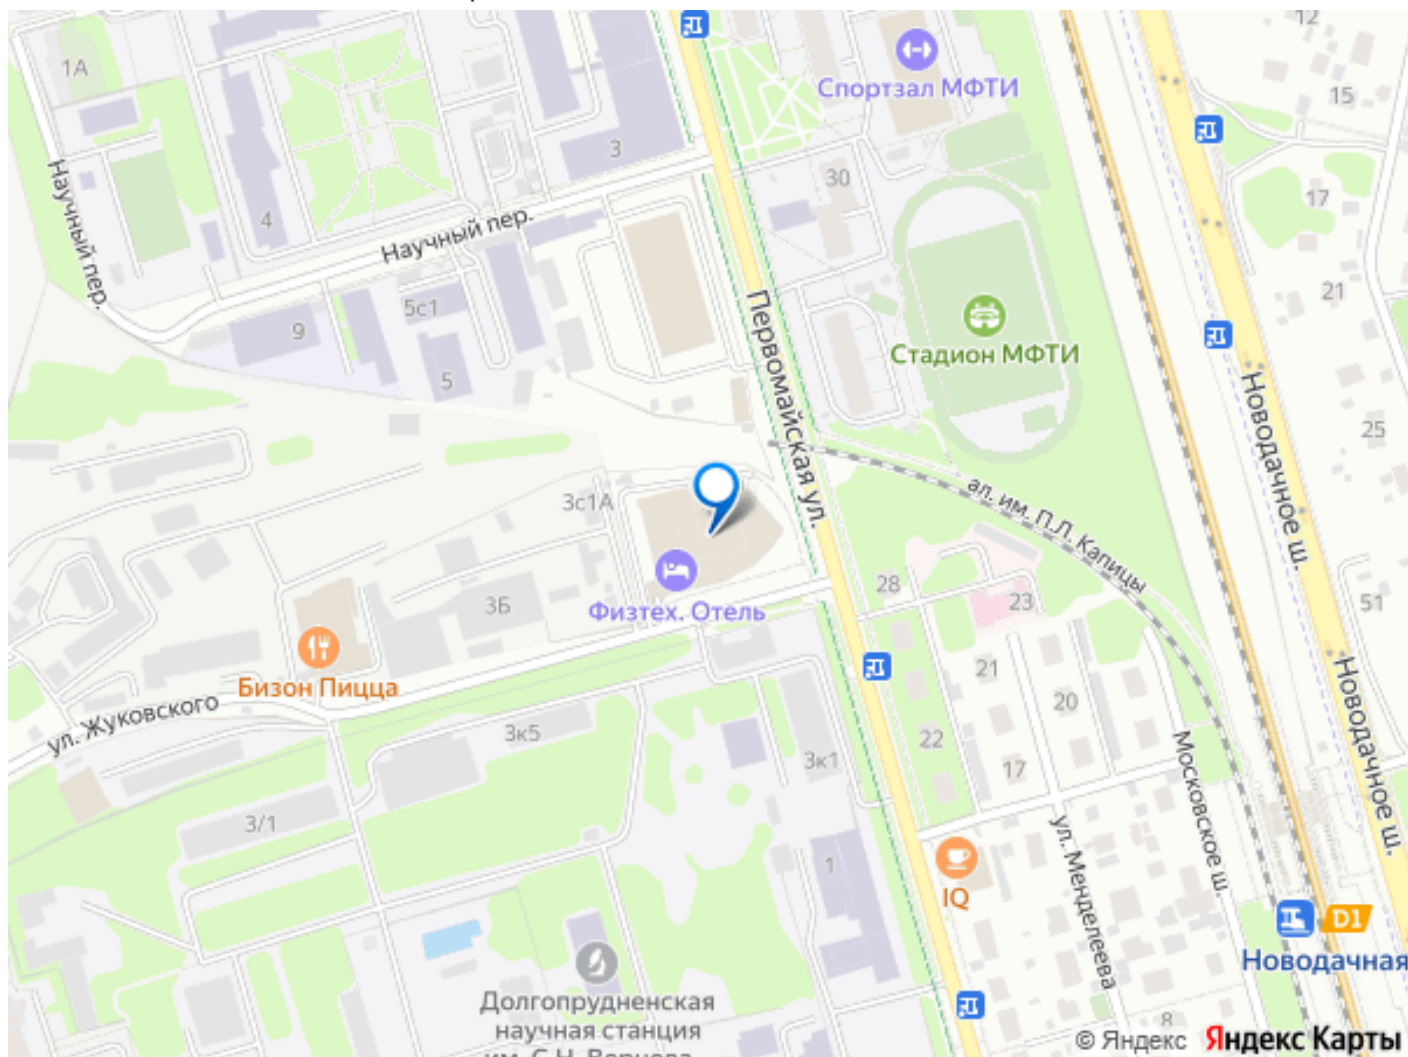 12
1А
Спортзал МФТИ
15
3
Научный пер.
30
17
4
Научный пер.
21
5с1
9
Первомайская ул.
Стадион МФТИ
5
Новодачное ш.
25
3с1А
ал. им. П.Л. Капицы
28
Физтех. Отель
3Б
23
51
Бизон Пицца
21
20
ул. Жуковского
3к5
22
3к1
17
Московское ш.
Новодачное ш.
3/1
ул. Менделеева
1
IQ
D1
Новодачная
Долгопрудненская
научная станция
8
© Яндекс Яндекс Карты